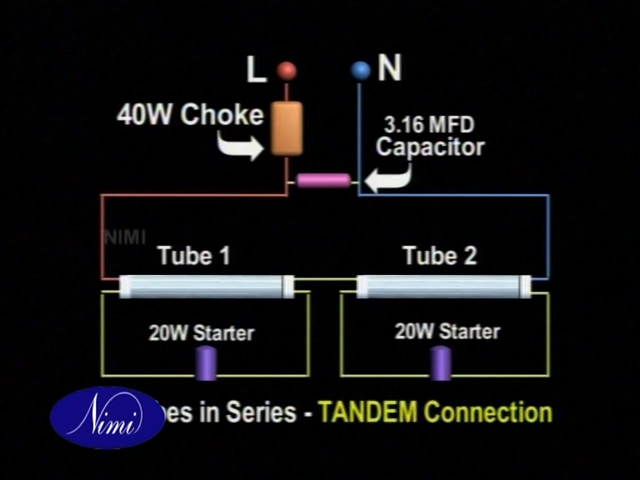 L N
40W Choke
3.16 MFD
Capacitor
NIMI
Tube 1 Tube 2
20W Starter 20W Starter
Nimi
bes in Series - TANDEM Connection